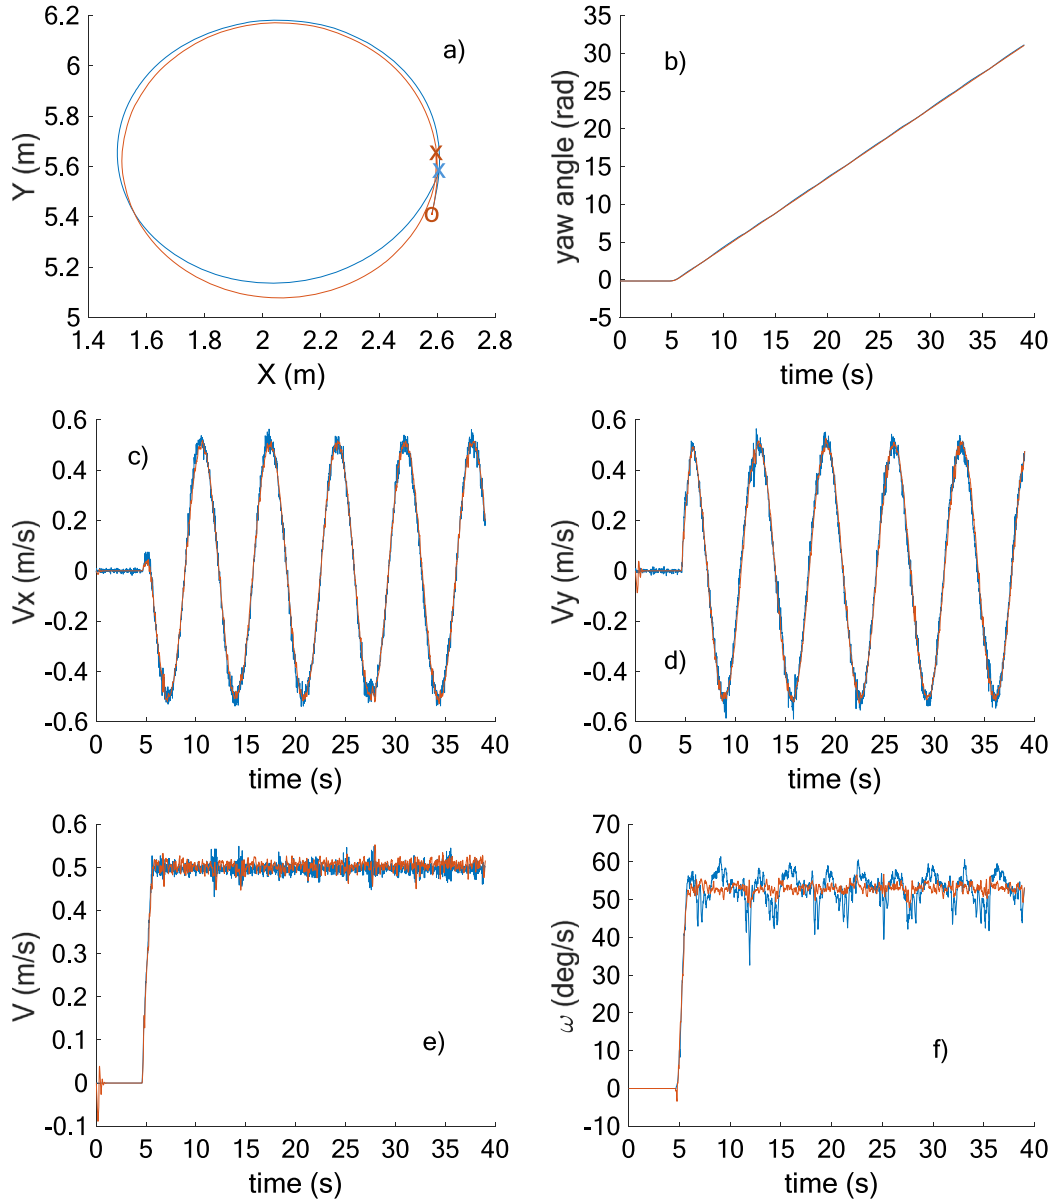 6.2
6
5.8
5.6
5.4
5.2
5
Y (m)
a)
x
x
o
1.4 1.6 1.8 2 2.2 2.4 2.6 2.8
X (m)
35
30
25
20
15
10
5
0
-5
yaw angle (rad)
b)
0 5 10 15 20 25 30 35 40
time (s)
0.6
0.4
0.2
0
-0.2
-0.4
-0.6
Vx (m/s)
c)
0 5 10 15 20 25 30 35 40
time (s)
0.6
0.4
0.2
0
-0.2
-0.4
-0.6
Vy (m/s)
d)
0 5 10 15 20 25 30 35 40
time (s)
0.6
0.5
0.4
0.3
0.2
0.1
0
-0.1
V (m/s)
e)
0 5 10 15 20 25 30 35 40
time (s)
70
60
50
40
30
20
10
0
-10
ω (deg/s)
f)
0 5 10 15 20 25 30 35 40
time (s)